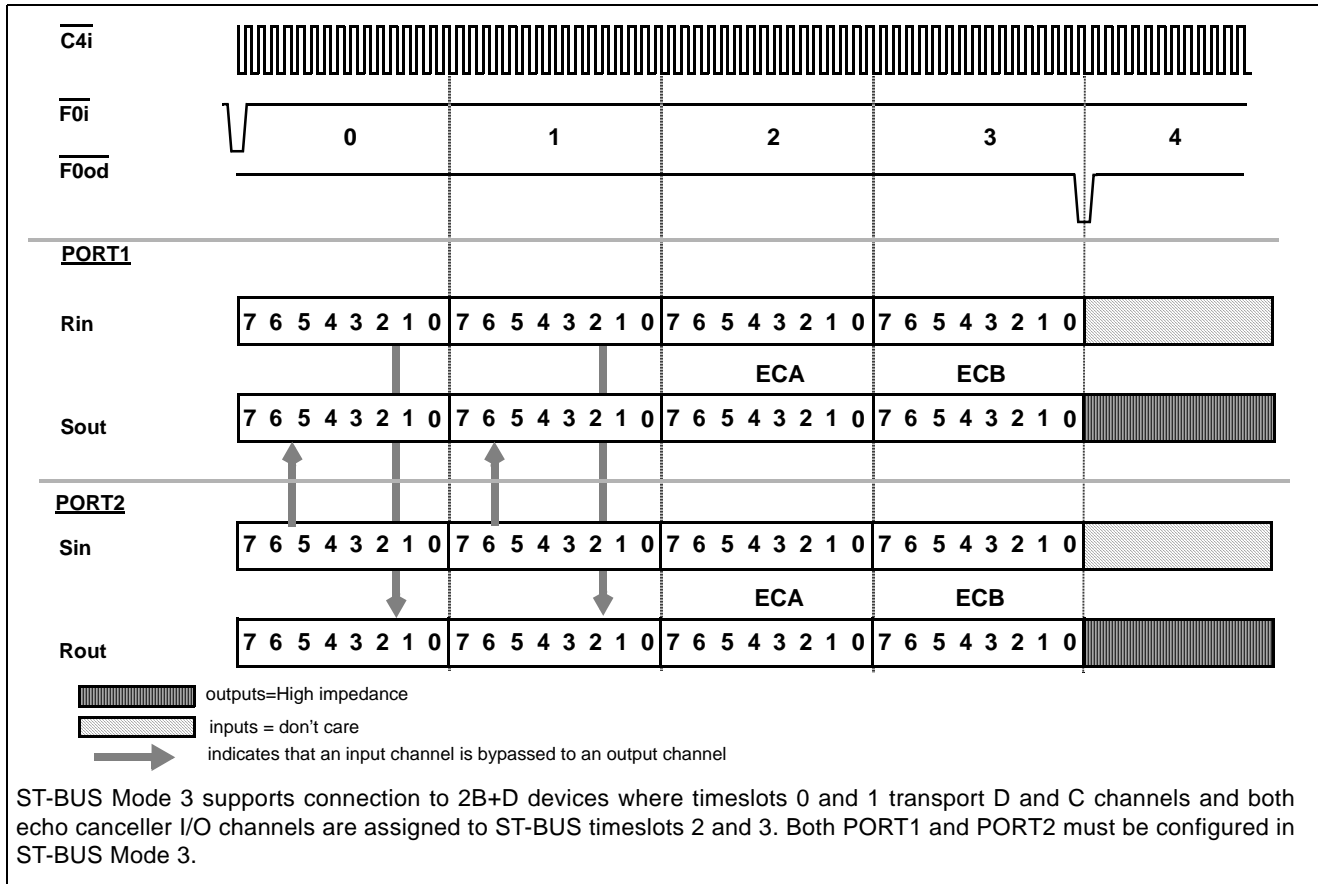 C4i
F0i
0 1 2 3 4
F0od
PORT1
Rin 7 6 5 4 3 2 1 0 7 6 5 4 3 2 1 0 7 6 5 4 3 2 1 0 7 6 5 4 3 2 1 0
ECA ECB
Sout 7 6 5 4 3 2 1 0 7 6 5 4 3 2 1 0 7 6 5 4 3 2 1 0 7 6 5 4 3 2 1 0
PORT2
Sin 7 6 5 4 3 2 1 0 7 6 5 4 3 2 1 0 7 6 5 4 3 2 1 0 7 6 5 4 3 2 1 0
ECA ECB
Rout 7 6 5 4 3 2 1 0 7 6 5 4 3 2 1 0 7 6 5 4 3 2 1 0 7 6 5 4 3 2 1 0
outputs=High impedance
inputs = don't care
indicates that an input channel is bypassed to an output channel
ST-BUS Mode 3 supports connection to 2B+D devices where timeslots 0 and 1 transport D and C channels and both
echo canceller I/O channels are assigned to ST-BUS timeslots 2 and 3. Both PORT1 and PORT2 must be configured in
ST-BUS Mode 3.